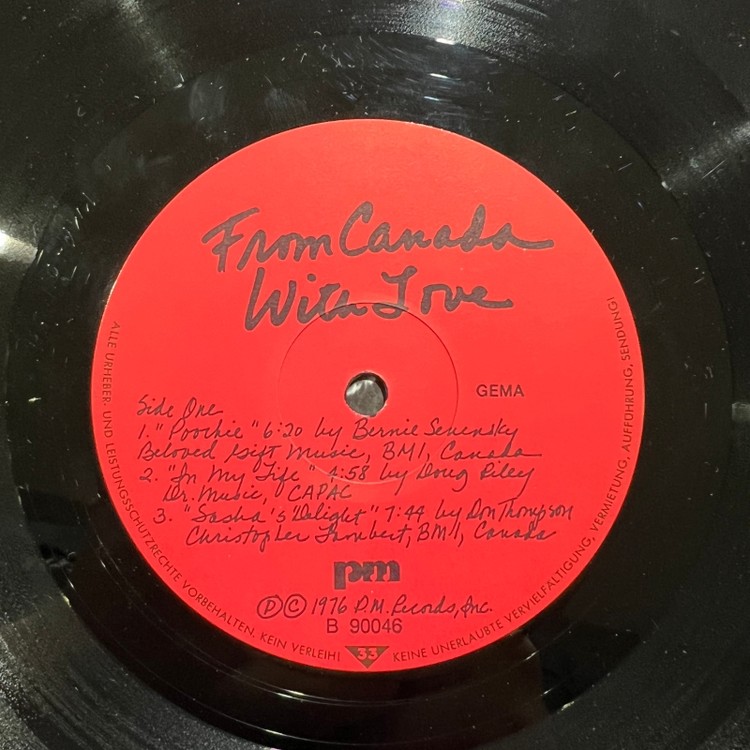 From Canada
With Love
GEMA
Side One
1. "Poochie" 6:20 by Bernie Senensky
Beloved Gift Music, BMI, Canada
2. "In My Life" 4:58 by Doug Riley
Dr. Music, CAPAC
3. "Sasha's Delight" 7:44 by Don Thompson
Christopher Lambert, BMI, Canada
pm
Ⓟ © 1976 P.M. Records, Inc.
B 90046
33
ALLE URHEBER- UND LEISTUNGSSCHUTZRECHTE VORBEHALTEN. KEIN VERLEIH! KEINE UNERLAUBTE VERVIELFÄLTIGUNG, VERMIETUNG, AUFFÜHRUNG, SENDUNG!